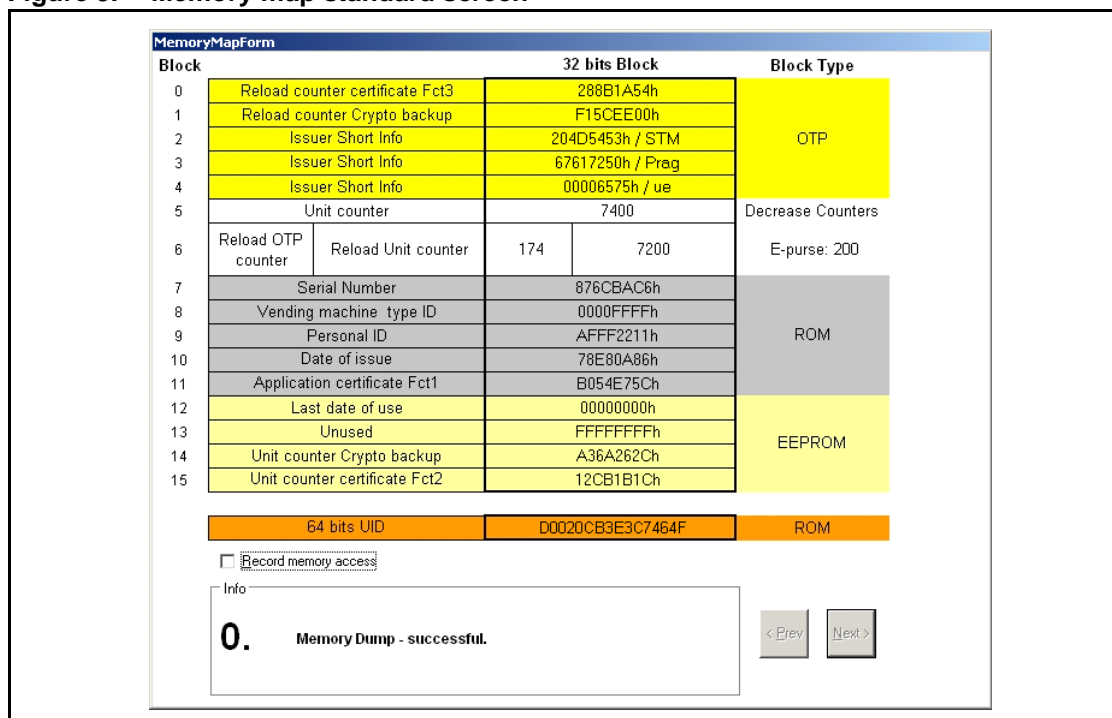 Figure 3. Memory map standard screen
MemoryMapForm
Block 32 bits Block Block Type
0 Reload counter certificate Fct3 288B1A54h
1 Reload counter Crypto backup F15CEE00h
2 Issuer Short Info 204D5453h / STM OTP
3 Issuer Short Info 67617250h / Prag
4 Issuer Short Info 00006575h / ue
5 Unit counter 7400 Decrease Counters
6 Reload OTP counter Reload Unit counter 174 7200 E-purse: 200
7 Serial Number 876CBAC6h
8 Vending machine type ID 0000FFFFh
9 Personal ID AFFF2211h ROM
10 Date of issue 78E80A86h
11 Application certificate Fct1 B054E75Ch
12 Last date of use 00000000h
13 Unused FFFFFFFFh EEPROM
14 Unit counter Crypto backup A36A262Ch
15 Unit counter certificate Fct2 12CB1B1Ch
64 bits UID D0020CB3E3C7464F ROM
Record memory access
Info
0. Memory Dump - successful.
< Prev Next >